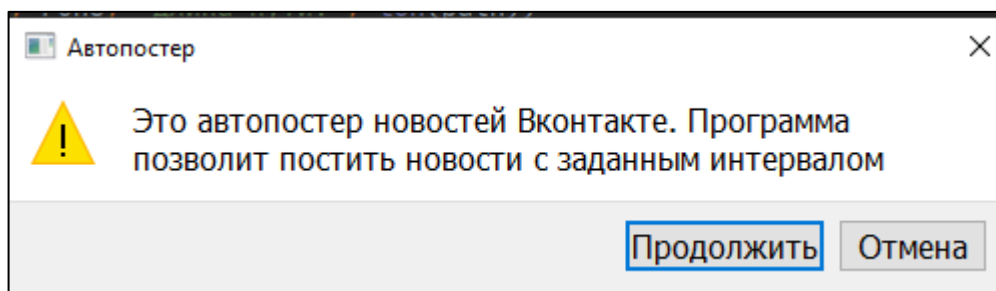 Автопостер
Это автопостер новостей Вконтакте. Программа
позволит постить новости с заданным интервалом
Продолжить Отмена